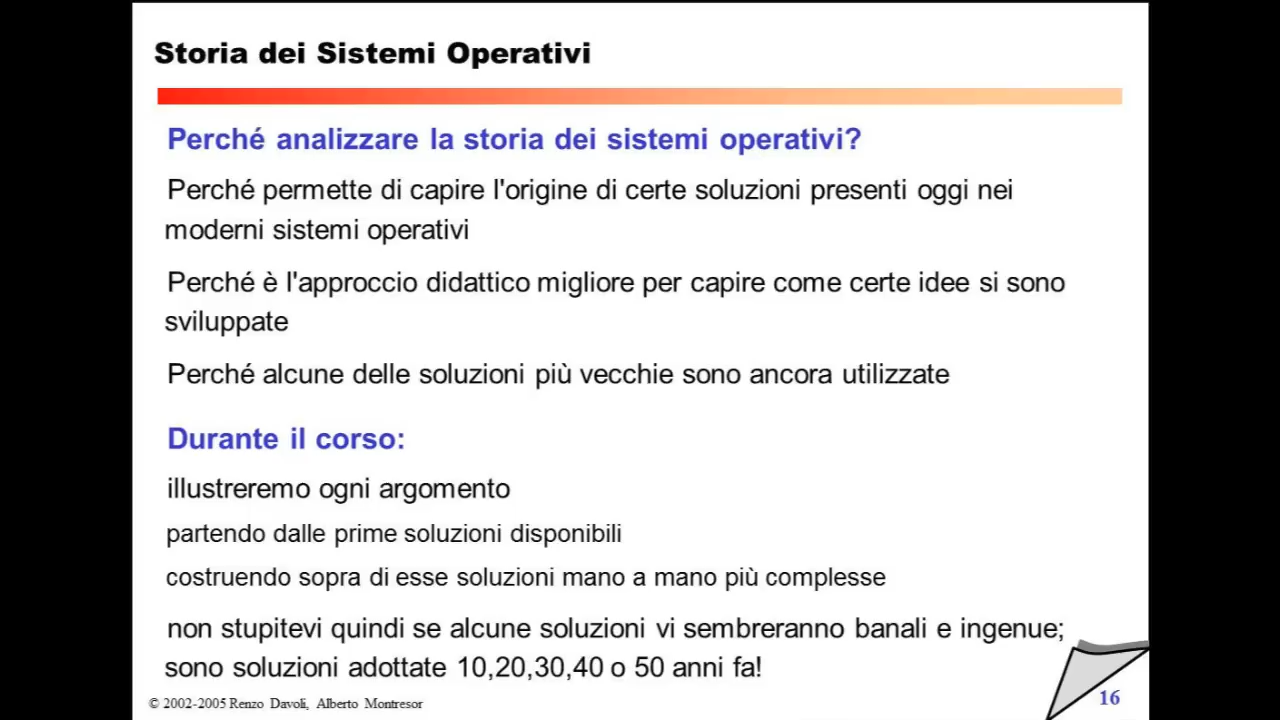 Storia dei Sistemi Operativi
Perché analizzare la storia dei sistemi operativi?
Perché permette di capire l'origine di certe soluzioni presenti oggi nei
moderni sistemi operativi
Perché è l'approccio didattico migliore per capire come certe idee si sono
sviluppate
Perché alcune delle soluzioni più vecchie sono ancora utilizzate
Durante il corso:
illustreremo ogni argomento
partendo dalle prime soluzioni disponibili
costruendo sopra di esse soluzioni mano a mano più complesse
non stupitevi quindi se alcune soluzioni vi sembreranno banali e ingenue;
sono soluzioni adottate 10,20,30,40 o 50 anni fa!
© 2002-2005 Renzo Davoli, Alberto Montresor
16